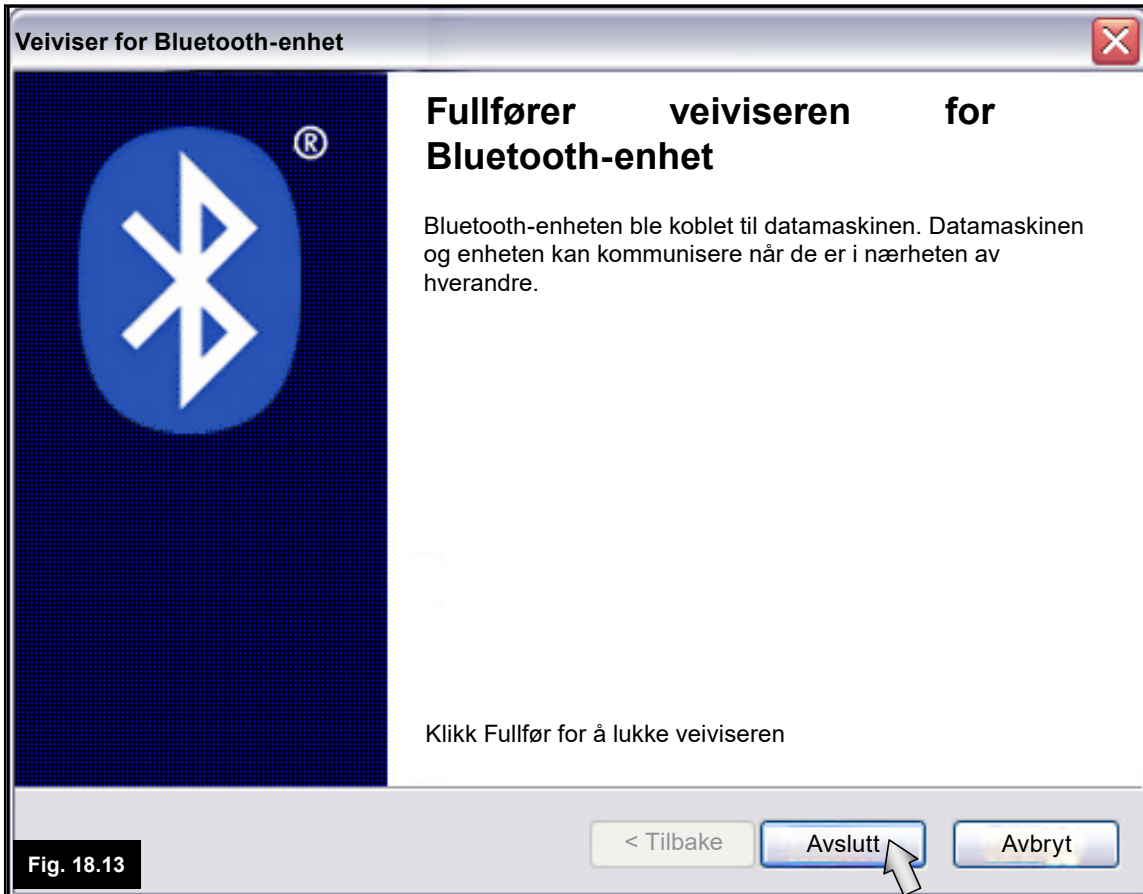 Veiviser for Bluetooth-enhet
®
Fullfører veiviseren for
Bluetooth-enhet
Bluetooth-enheten ble koblet til datamaskinen. Datamaskinen
og enheten kan kommunisere når de er i nærheten av
hverandre.
Klikk Fullfør for å lukke veiviseren
< Tilbake Avslutt Avbryt
Fig. 18.13